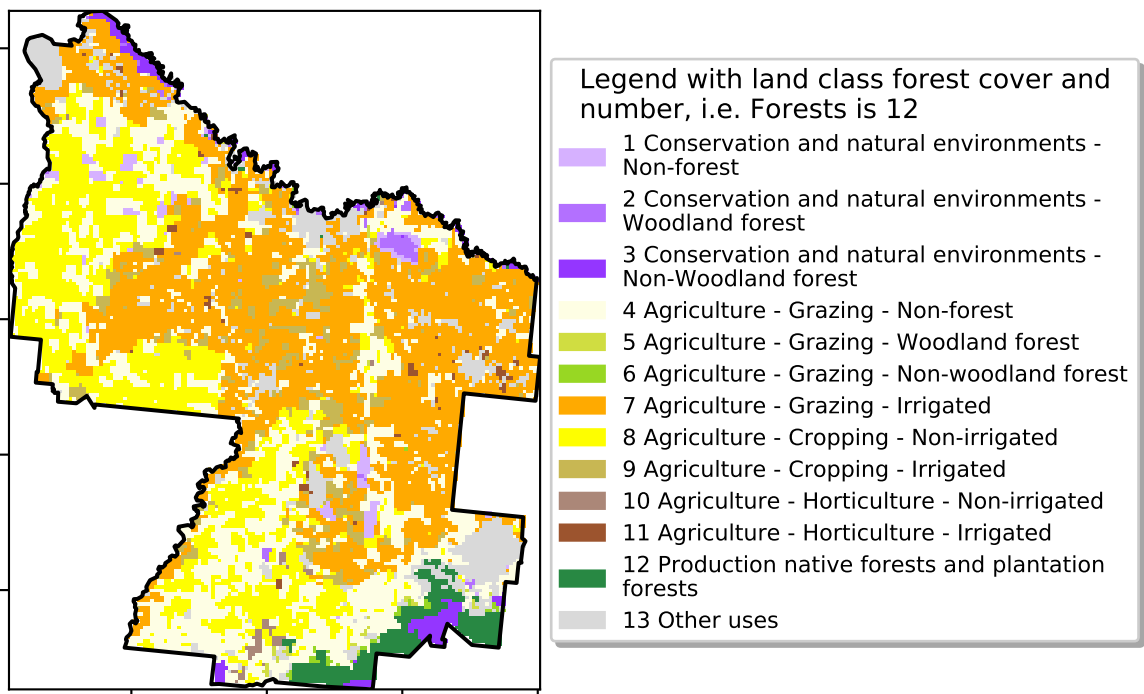 Legend with land class forest cover and
number, i.e. Forests is 12
1 Conservation and natural environments -
Non-forest
2 Conservation and natural environments -
Woodland forest
3 Conservation and natural environments -
Non-Woodland forest
4 Agriculture - Grazing - Non-forest
5 Agriculture - Grazing - Woodland forest
6 Agriculture - Grazing - Non-woodland forest
7 Agriculture - Grazing - Irrigated
8 Agriculture - Cropping - Non-irrigated
9 Agriculture - Cropping - Irrigated
10 Agriculture - Horticulture - Non-irrigated
11 Agriculture - Horticulture - Irrigated
12 Production native forests and plantation
forests
13 Other uses